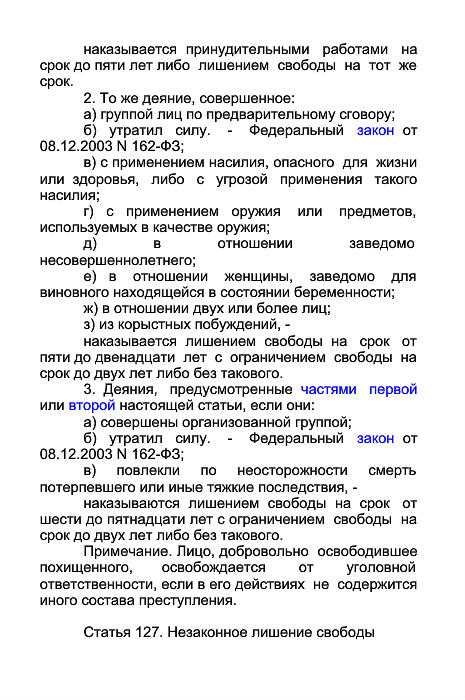 наказывается принудительными работами на
срок до пяти лет либо лишением свободы на тот же
срок.
2. То же деяние, совершенное:
а) группой лиц по предварительному сговору;
б) утратил силу. - Федеральный закон от
08.12.2003 N 162-ФЗ;
в) с применением насилия, опасного для жизни
или здоровья, либо с угрозой применения такого
насилия;
г) с применением оружия или предметов,
используемых в качестве оружия;
д) в отношении заведомо
несовершеннолетнего;
е) в отношении женщины, заведомо для
виновного находящейся в состоянии беременности;
ж) в отношении двух или более лиц;
з) из корыстных побуждений, -
наказывается лишением свободы на срок от
пяти до двенадцати лет с ограничением свободы на
срок до двух лет либо без такового.
3. Деяния, предусмотренные частями первой
или второй настоящей статьи, если они:
а) совершены организованной группой;
б) утратил силу. - Федеральный закон от
08.12.2003 N 162-ФЗ;
в) повлекли по неосторожности смерть
потерпевшего или иные тяжкие последствия, -
наказываются лишением свободы на срок от
шести до пятнадцати лет с ограничением свободы на
срок до двух лет либо без такового.
Примечание. Лицо, добровольно освободившее
похищенного, освобождается от уголовной
ответственности, если в его действиях не содержится
иного состава преступления.
Статья 127. Незаконное лишение свободы